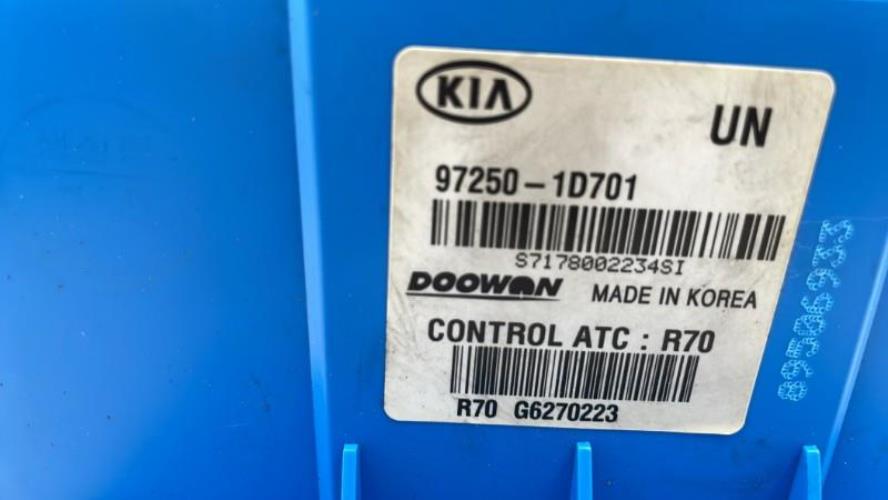 KIA
UN
97250-1D701
S7178002234SI
DOOWON MADE IN KOREA
CONTROL ATC : R70
R70 G6270223